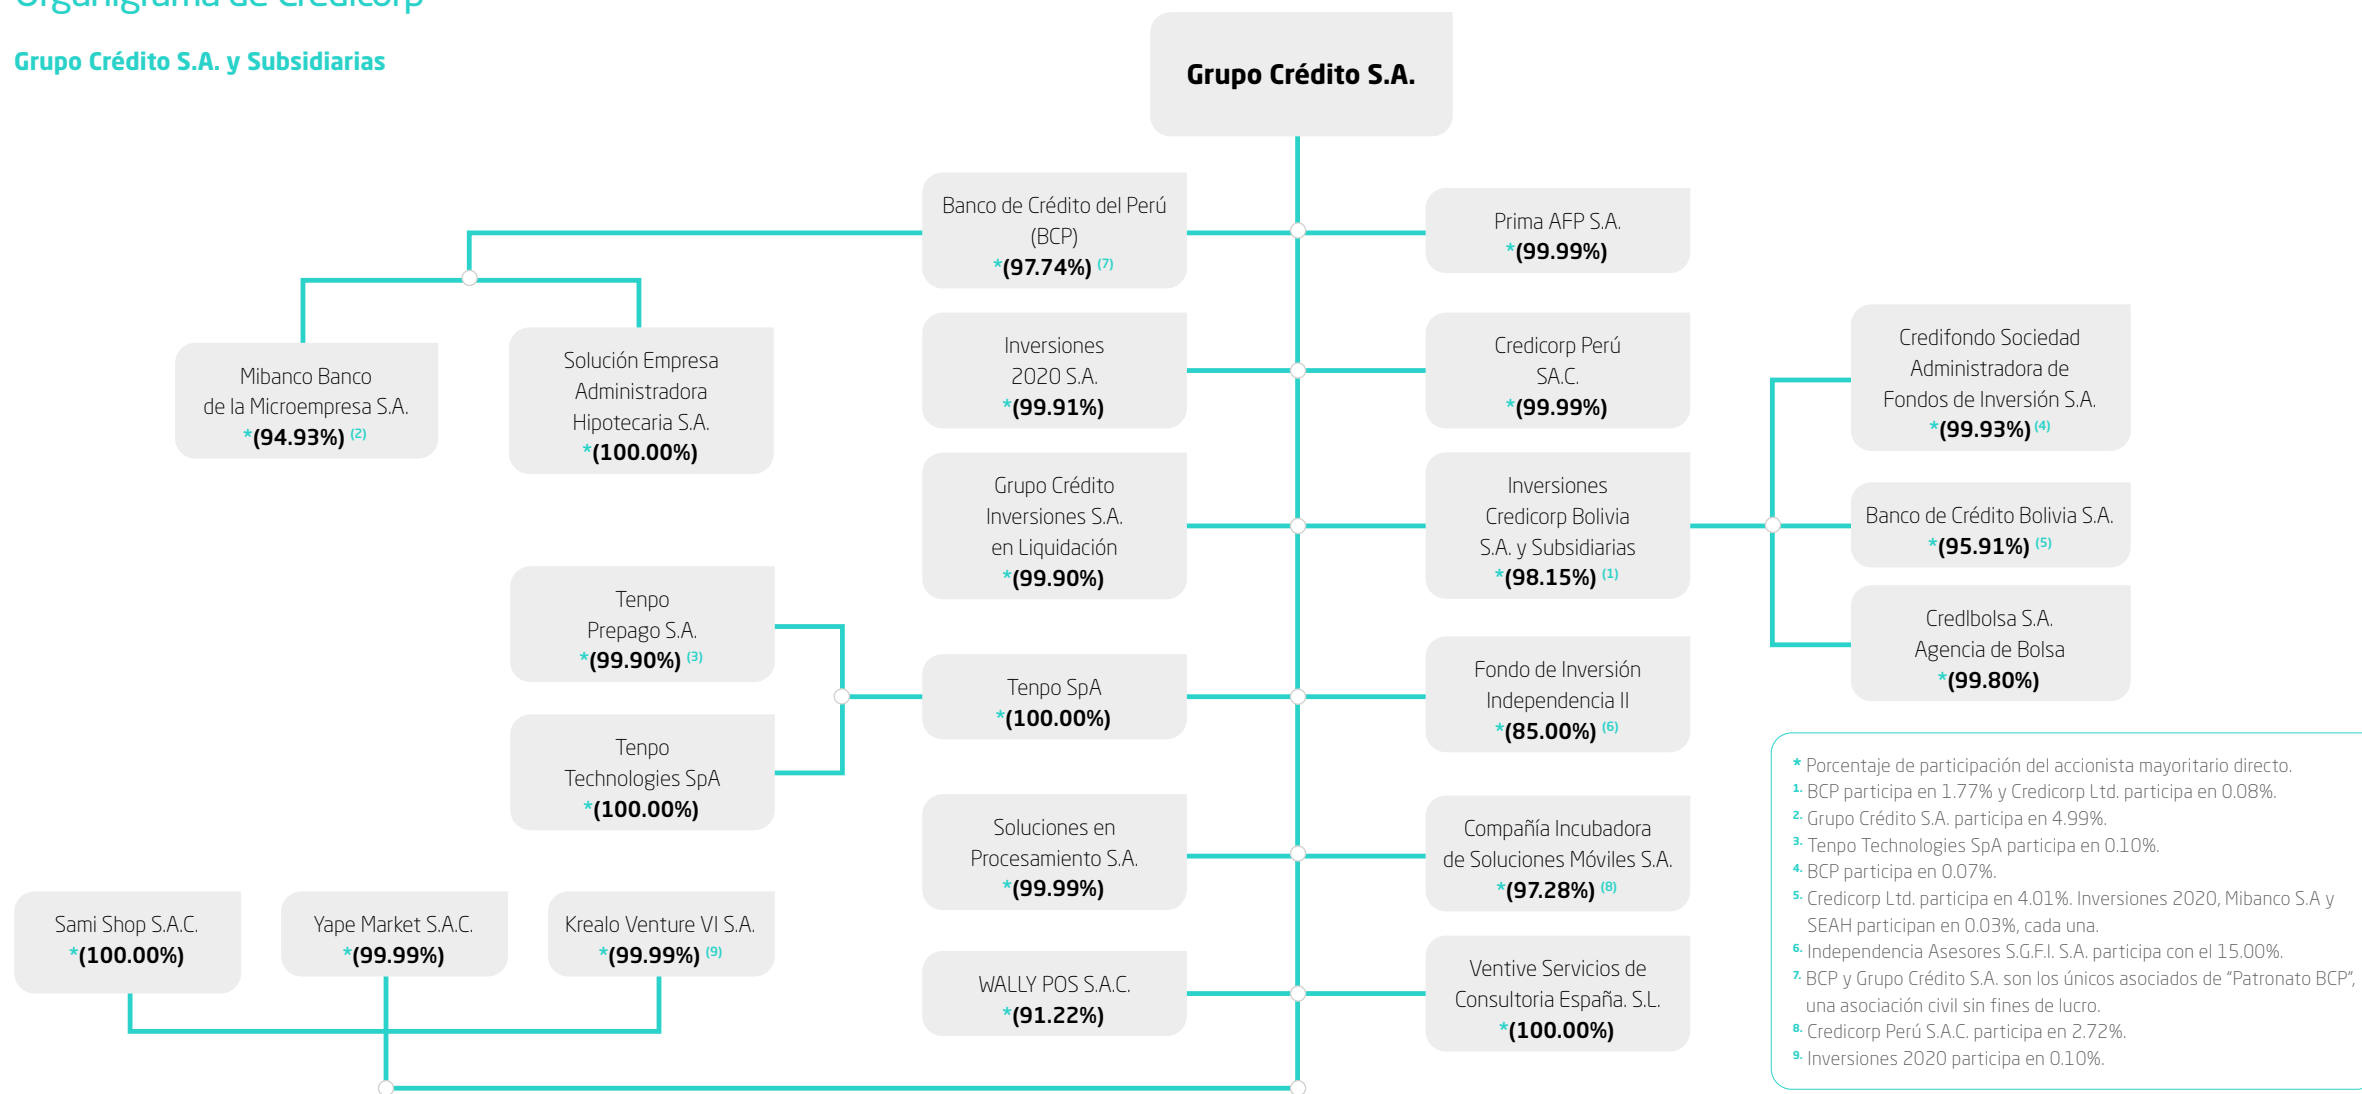 Organigrama de Credicorp
Grupo Crédito S.A. y Subsidiarias
Grupo Crédito S.A.
Banco de Crédito del Perú
(BCP)
*(97.74%) (7)
Prima AFP S.A.
*(99.99%)
Mibanco Banco
de la Microempresa S.A.
*(94.93%) (2)
Solución Empresa
Administradora
Hipotecaria S.A.
*(100.00%)
Inversiones
2020 S.A.
*(99.91%)
Credicorp Perú
SA.C.
*(99.99%)
Credifondo Sociedad
Administradora de
Fondos de Inversión S.A.
*(99.93%) (4)
Grupo Crédito
Inversiones S.A.
en Liquidación
*(99.90%)
Inversiones
Credicorp Bolivia
S.A. y Subsidiarias
*(98.15%) (1)
Banco de Crédito Bolivia S.A.
*(95.91%) (5)
Credlbolsa S.A.
Agencia de Bolsa
*(99.80%)
Tenpo
Prepago S.A.
*(99.90%) (3)
Tenpo
Technologies SpA
*(100.00%)
Tenpo SpA
*(100.00%)
Fondo de Inversión
Independencia II
*(85.00%) (6)
Soluciones en
Procesamiento S.A.
*(99.99%)
Compañía Incubadora
de Soluciones Móviles S.A.
*(97.28%) (8)
Sami Shop S.A.C.
*(100.00%)
Yape Market S.A.C.
*(99.99%)
Krealo Venture VI S.A.
*(99.99%) (9)
WALLY POS S.A.C.
*(91.22%)
Ventive Servicios de
Consultoria España. S.L.
*(100.00%)
* Porcentaje de participación del accionista mayoritario directo.
1. BCP participa en 1.77% y Credicorp Ltd. participa en 0.08%.
2. Grupo Crédito S.A. participa en 4.99%.
3. Tenpo Technologies SpA participa en 0.10%.
4. BCP participa en 0.07%.
5. Credicorp Ltd. participa en 4.01%. Inversiones 2020, Mibanco S.A y
SEAH participan en 0.03%, cada una.
6. Independencia Asesores S.G.F.I. S.A. participa con el 15.00%.
7. BCP y Grupo Crédito S.A. son los únicos asociados de “Patronato BCP”,
una asociación civil sin fines de lucro.
8. Credicorp Perú S.A.C. participa en 2.72%.
9. Inversiones 2020 participa en 0.10%.